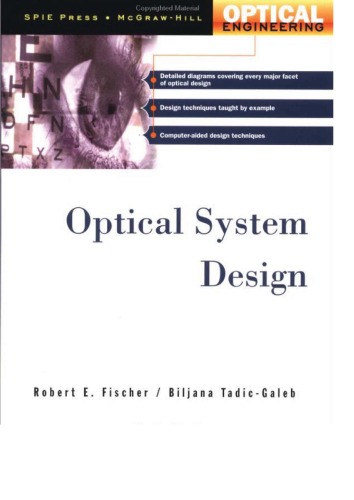 Copyrighted Material
SPIE PRESS • MCGRAW-HILL
OPTICAL
ENGINEERING
Detailed diagrams covering every major facet
of optical design
Design techniques taught by example
Computer-aided design techniques
E
H N
D F N
P T X Z
Optical System
Design
Robert E. Fischer / Biljana Tadic-Galeb